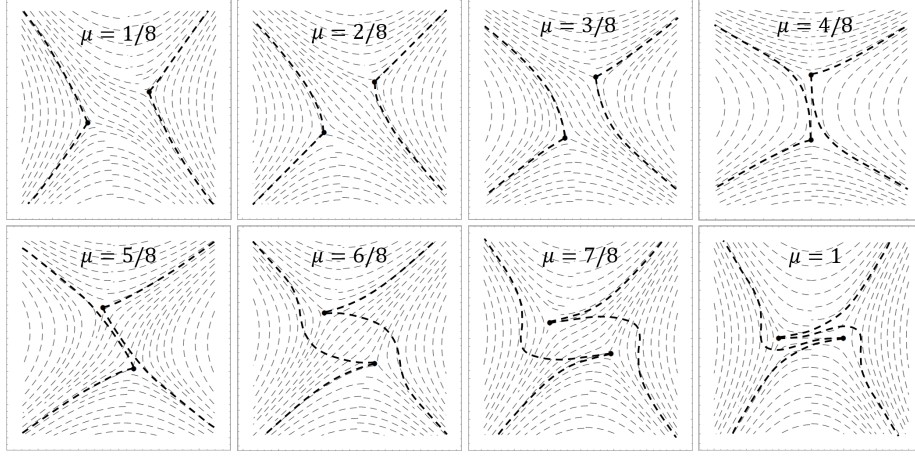 μ = 1/8
μ = 2/8
μ = 3/8
μ = 4/8
μ = 5/8
μ = 6/8
μ = 7/8
μ = 1